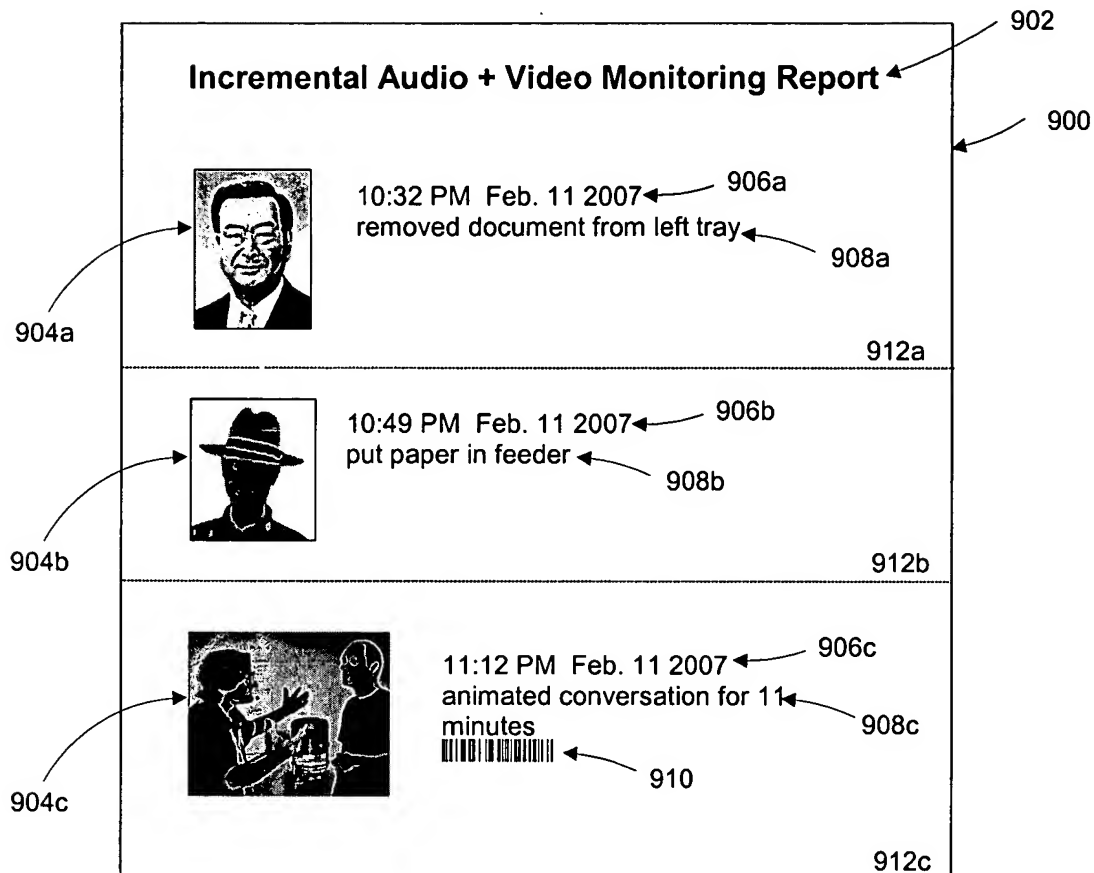 902
Incremental Audio + Video Monitoring Report
900
10:32 PM Feb. 11 2007
906a
removed document from left tray
908a
904a
912a
10:49 PM Feb. 11 2007
906b
put paper in feeder
908b
904b
912b
11:12 PM Feb. 11 2007
906c
animated conversation for 11
minutes
908c
910
904c
912c